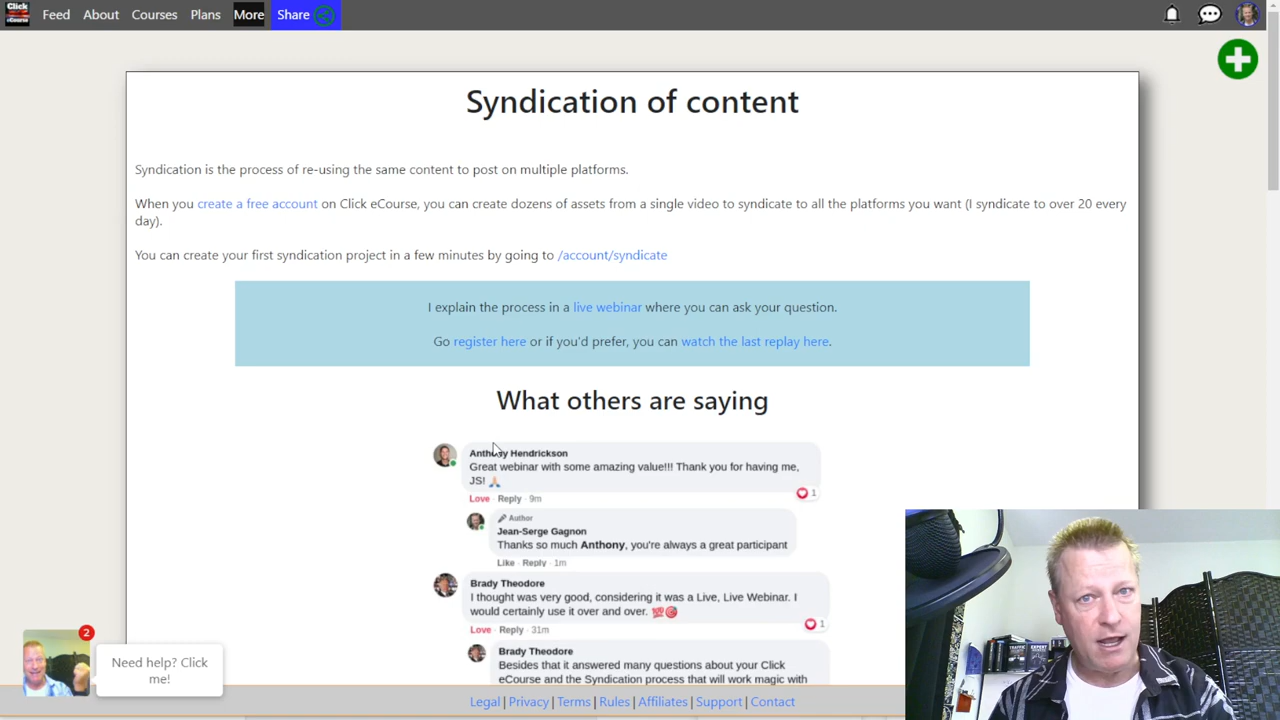 Click
eCourse
Feed About Courses Plans More Share
Syndication of content
Syndication is the process of re-using the same content to post on multiple platforms.
When you create a free account on Click eCourse, you can create dozens of assets from a single video to syndicate to all the platforms you want (I syndicate to over 20 every
day).
You can create your first syndication project in a few minutes by going to /account/syndicate
I explain the process in a live webinar where you can ask your question.
Go register here or if you'd prefer, you can watch the last replay here.
What others are saying
Anthony Hendrickson
Great webinar with some amazing value!!! Thank you for having me,
JS! 🙏
1
Love · Reply · 9m
Author
Jean-Serge Gagnon
Thanks so much Anthony, you're always a great participant
Like · Reply · 1m
Brady Theodore
I thought was very good, considering it was a Live, Live Webinar. I
would certainly use it over and over. 💯🎯
1
Love · Reply · 31m
Brady Theodore
Besides that it answered many questions about your Click
eCourse and the Syndication process that will work magic with
2
Need help? Click
me!
Legal | Privacy | Terms | Rules | Affiliates | Support | Contact